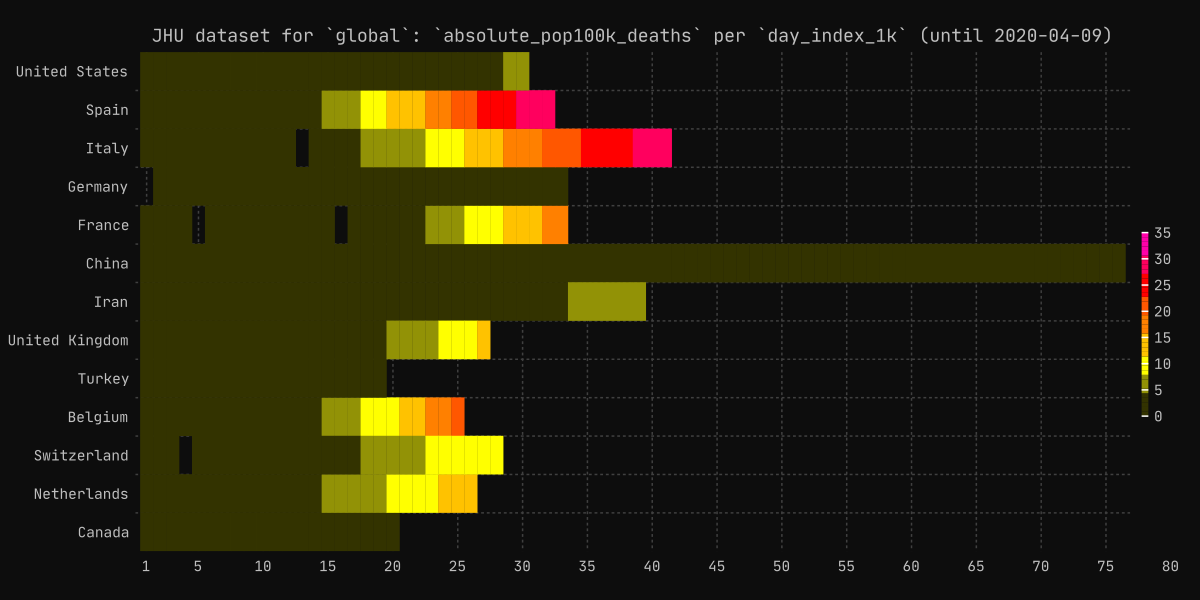 JHU dataset for `global`: `absolute_pop100k_deaths` per `day_index_1k` (until 2020-04-09)
United States
Spain
Italy
Germany
France
China
Iran
United Kingdom
Turkey
Belgium
Switzerland
Netherlands
Canada
35
30
25
20
15
10
5
0
1 5 10 15 20 25 30 35 40 45 50 55 60 65 70 75 80